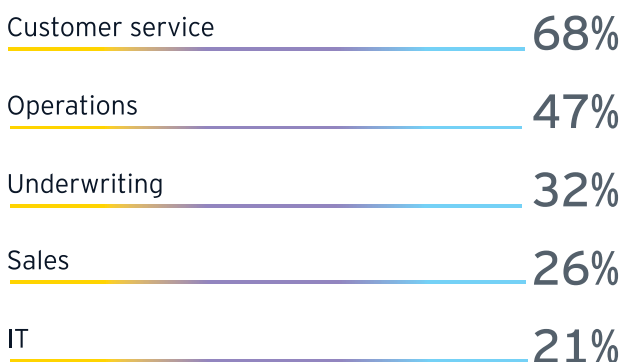 Customer service 68%
Operations 47%
Underwriting 32%
Sales 26%
IT 21%